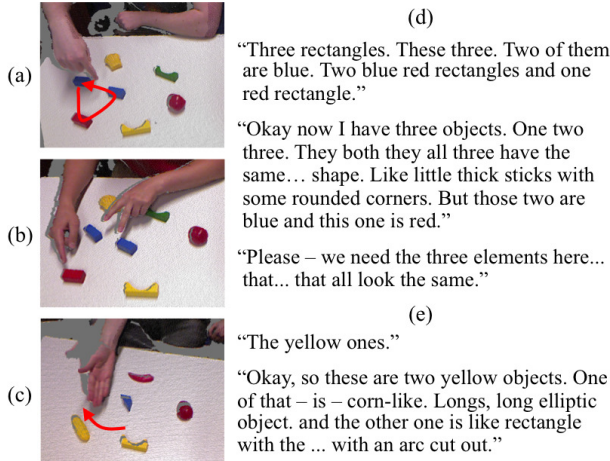 (d)
(a)
"Three rectangles. These three. Two of them
are blue. Two blue red rectangles and one
red rectangle."
"Okay now I have three objects. One two
three. They both they all three have the
same… shape. Like little thick sticks with
some rounded corners. But those two are
blue and this one is red."
(b)
"Please – we need the three elements here...
that... that all look the same."
(e)
(c)
"The yellow ones."
"Okay, so these are two yellow objects. One
of that – is – corn-like. Longs, long elliptic
object. and the other one is like rectangle
with the ... with an arc cut out."